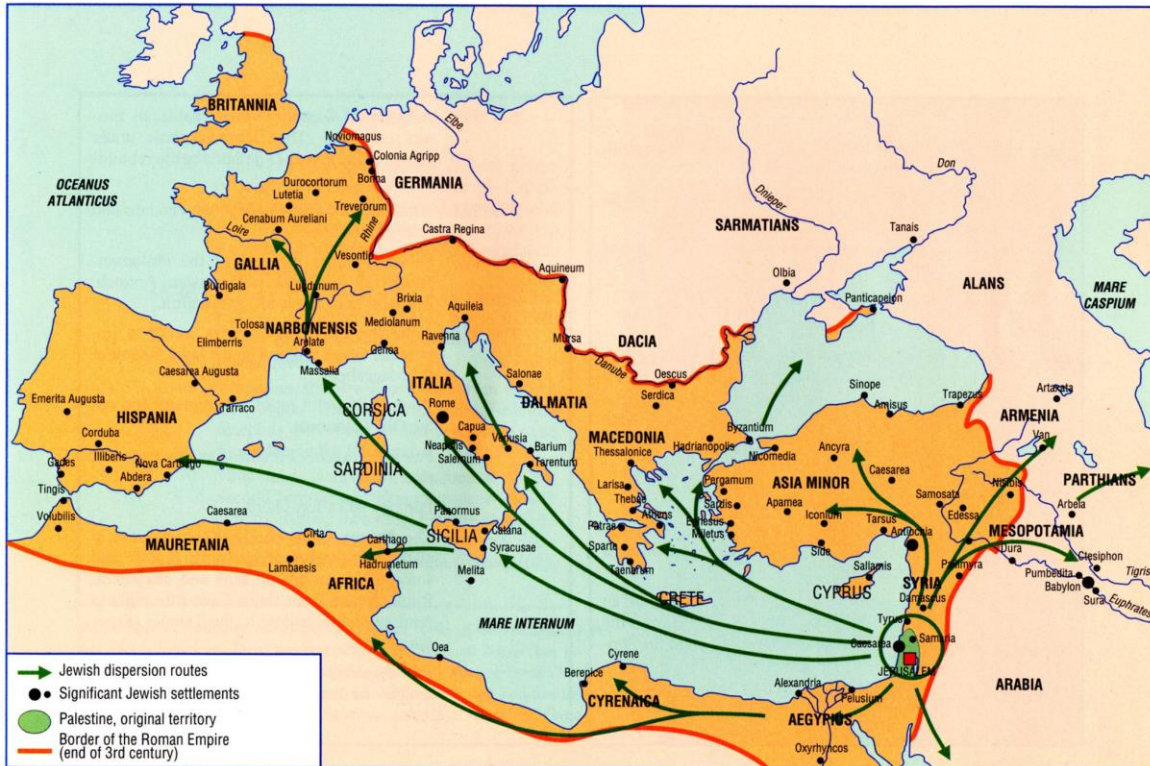 BRITANNIA
Noviomagus
Colonia Agripp
Bonna
Elbe
GERMANIA
OCEANUS
ATLANTICUS
Durocortorum
Lutetia
Treverorum
Cenabum Aureliani
Loire
Rhine
Castra Regina
GALLIA
Vesontio
Burdigala
Lugdunum
Brixia
Mediolanum
Aquileia
Aquineum
Tolosa
NARBONENSIS
Elimberris
Arelate
Genoa
Ravenna
Mursa
Danube
DACIA
Oescus
Serdica
Dnieper
Don
SARMATIANS
Tanais
Olbia
ALANS
Panticapeion
MARE
CASPIUM
Caesarea Augusta
Massalia
ITALIA
Rome
Salonae
DALMATIA
Emerita Augusta
HISPANIA
Tarraco
CORSICA
Capua
Neapolis
Salernum
Venusia
Barium
Tarentum
MACEDONIA
Thessalonice
Hadrianopolis
Byzantium
Nicomedia
Sinope
Amisus
Trapezus
Artaxala
ARMENIA
Van
Corduba
Illiberis
Gades
Abdera
Nova Carthago
SARDINIA
Larisa
Thebae
Athens
Patras
Sparte
Taenarum
Pergamum
Sardis
Ephesus
Miletus
Ancyra
ASIA MINOR
Caesarea
Apamea
Iconium
Side
Tarsus
Antiochia
Samosata
Edessa
Nisibis
PARTHIANS
Arbela
MESOPOTAMIA
Tingis
Volubilis
Caesarea
MAURETANIA
Cirta
Lambaesis
Panormus
SICILIA
Catana
Syracusae
Carthago
Hadrumetum
AFRICA
Melita
CRETE
Sallamis
CYPRUS
SYRIA
Palmyra
Damascus
Dura
Ctesiphon
Tigris
Pumbedita
Babylon
Sura
Euphrates
MARE INTERNUM
Tyrus
Caesarea
Samaria
JERUSALEM
Oea
Cyrene
Berenice
CYRENAICA
Alexandria
Pelusium
AEGYPIUS
Oxyrhyncos
ARABIA
Jewish dispersion routes
Significant Jewish settlements
Palestine, original territory
Border of the Roman Empire
(end of 3rd century)